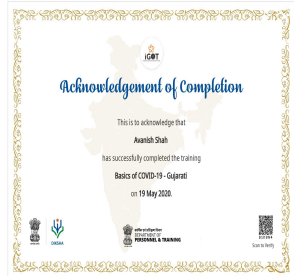 iGOT
Acknowledgement of Completion
This is to acknowledge that
Avanish Shah
has successfully completed the training
Basics of COVID-19 - Gujarati
on 19 May 2020.
DIKSHA
DEPARTMENT OF
PERSONNEL & TRAINING
Scan to Verify